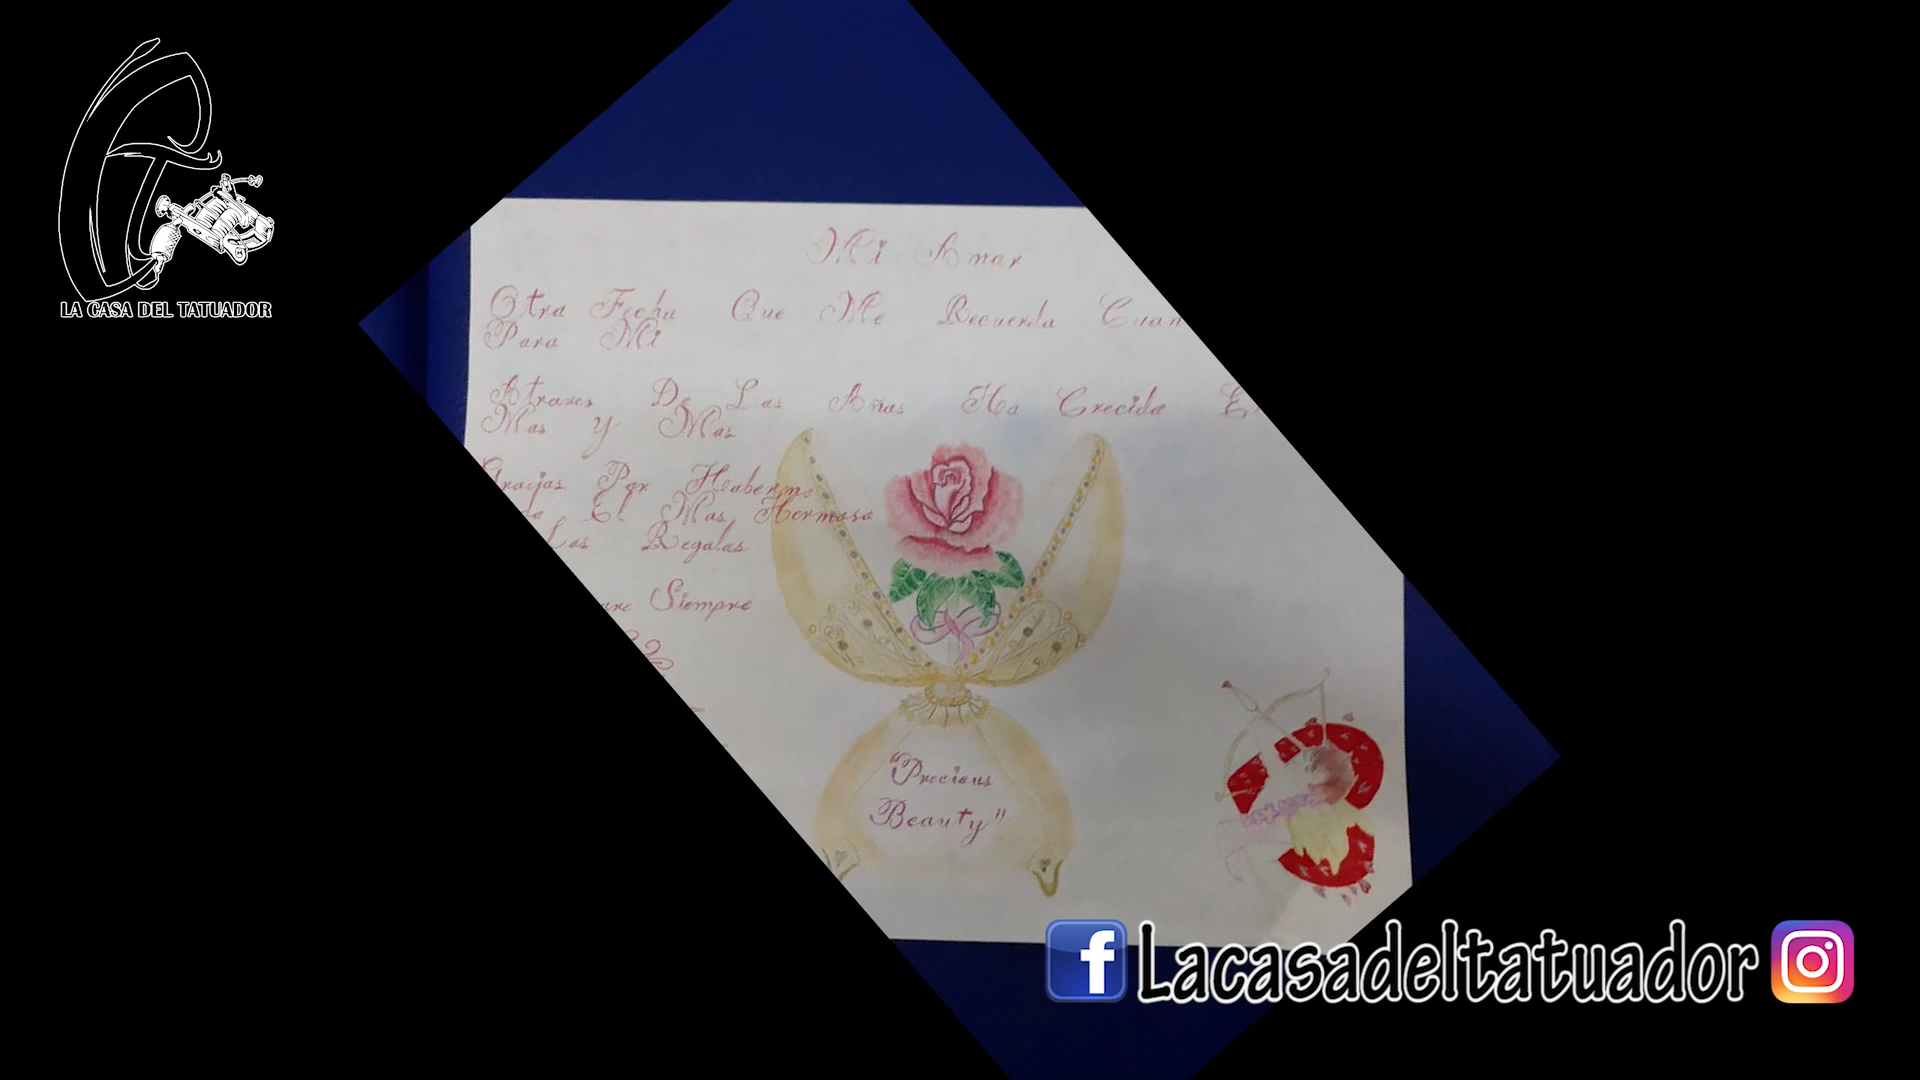 LA CASA DEL TATUADOR
Mi Amor
Otra Fecha Que Me Recuerda Cuan
Para Mi
Atraves De Los Años Ha Crecido
Mas y Mas
Gracias Por Haberme
El Mas Hermoso
Los Regalos
Siempre
"Precious
Beauty"
Lacasadeltatuador